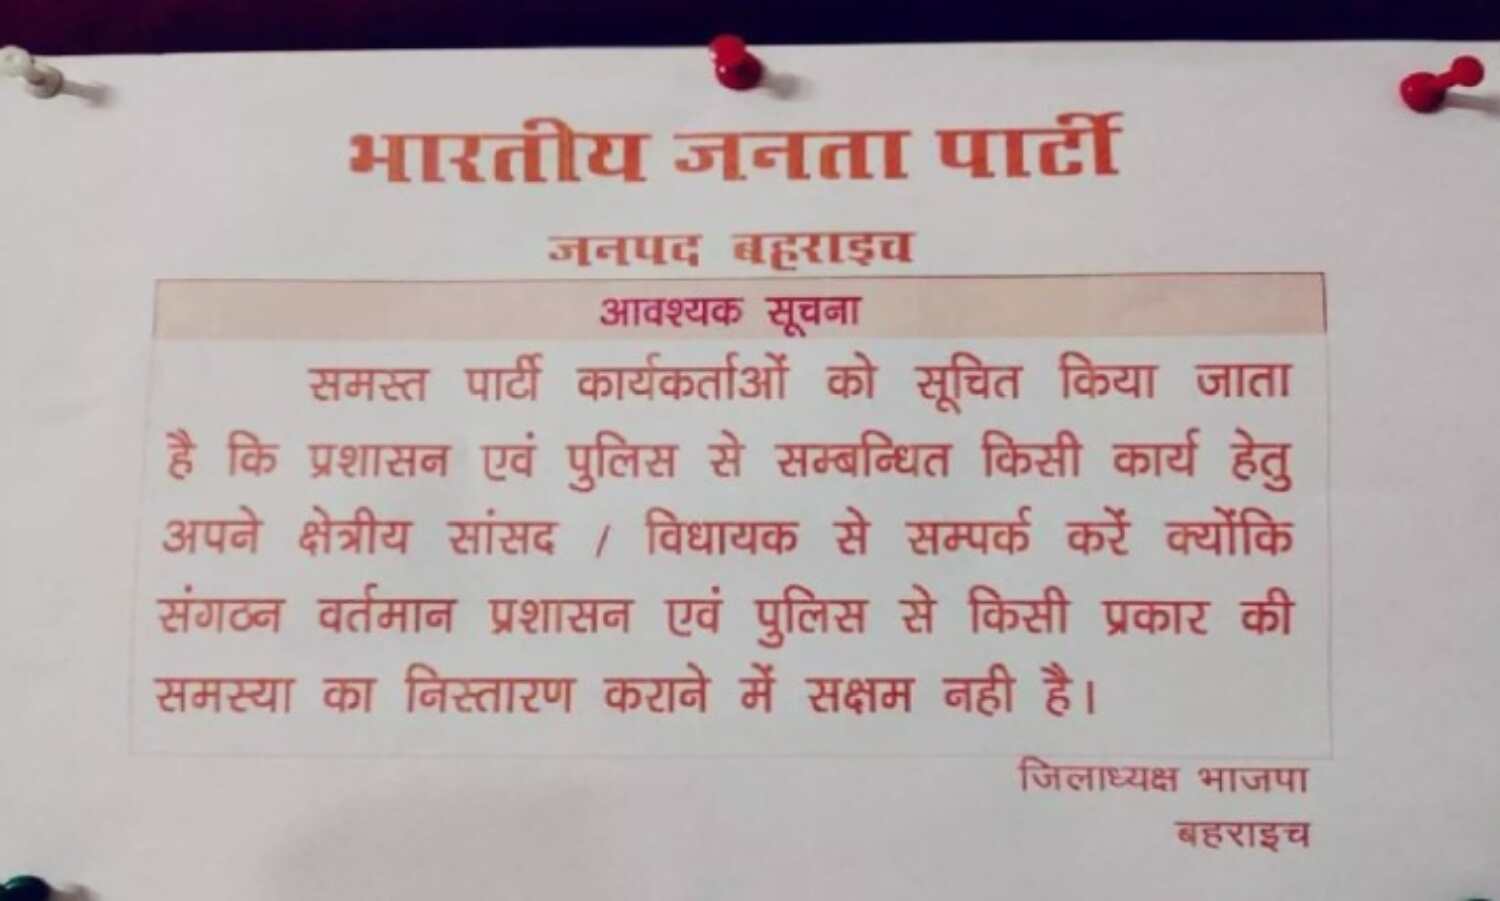 भारतीय जनता पार्टी
जनपद बहराइच
आवश्यक सूचना
समस्त पार्टी कार्यकर्ताओं को सूचित किया जाता
है कि प्रशासन एवं पुलिस से सम्बन्धित किसी कार्य हेतु
अपने क्षेत्रीय सांसद / विधायक से सम्पर्क करें क्योंकि
संगठन वर्तमान प्रशासन एवं पुलिस से किसी प्रकार की
समस्या का निस्तारण कराने में सक्षम नही है।
जिलाध्यक्ष भाजपा
बहराइच